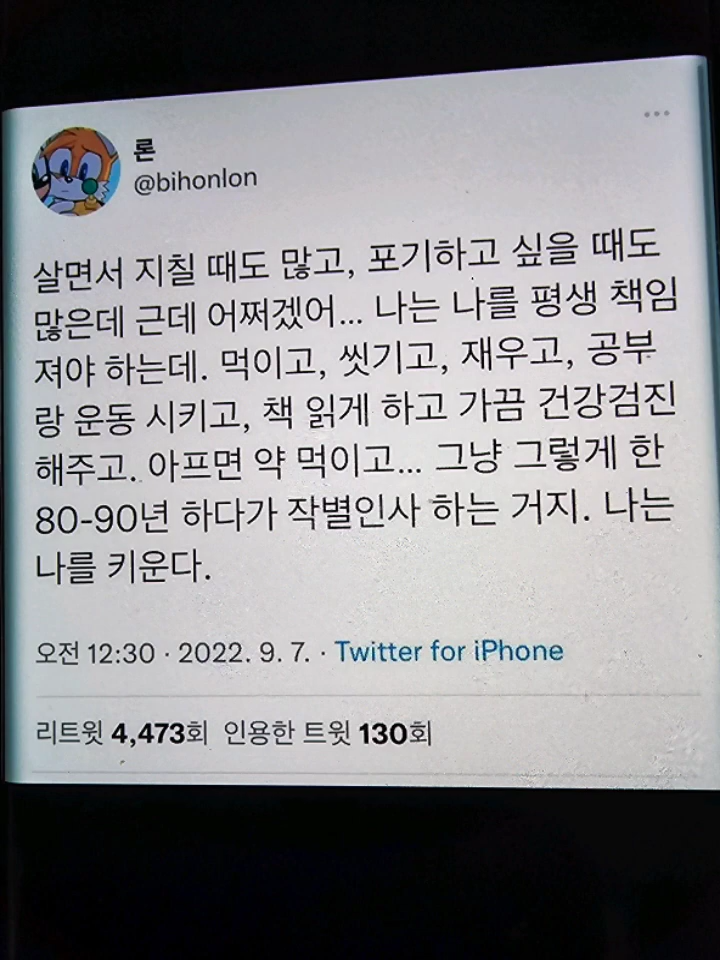 론
@bihonlon
살면서 지칠 때도 많고, 포기하고 싶을 때도
많은데 근데 어쩌겠어... 나는 나를 평생 책임
져야 하는데. 먹이고, 씻기고, 재우고, 공부
랑 운동 시키고, 책 읽게 하고 가끔 건강검진
해주고. 아프면 약 먹이고... 그냥 그렇게 한
80-90년 하다가 작별인사 하는 거지. 나는
나를 키운다.
오전 12:30 · 2022. 9. 7. · Twitter for iPhone
리트윗 4,473회 인용한 트윗 130회